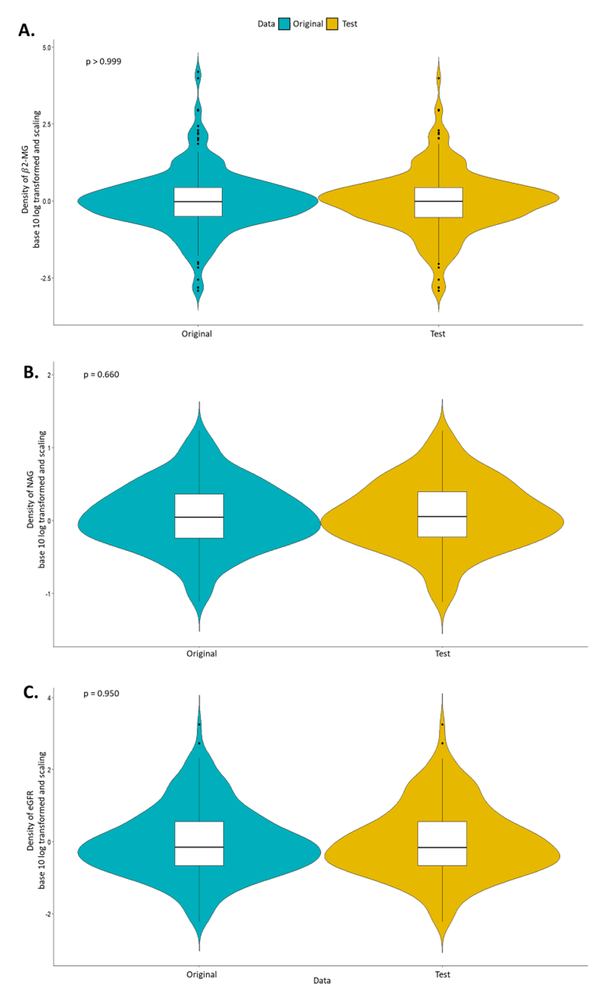 A.
Data Original Test
5.0
p > 0.999
2.5
Density of β2-MG
base 10 log transformed and scaling
0.0
-2.5
Original Test
B.
2
p = 0.660
1
Density of NAG
base 10 log transformed and scaling
0
-1
Original Test
C.
4
p = 0.950
2
Density of eGFR
base 10 log transformed and scaling
0
-2
Original Test
Data